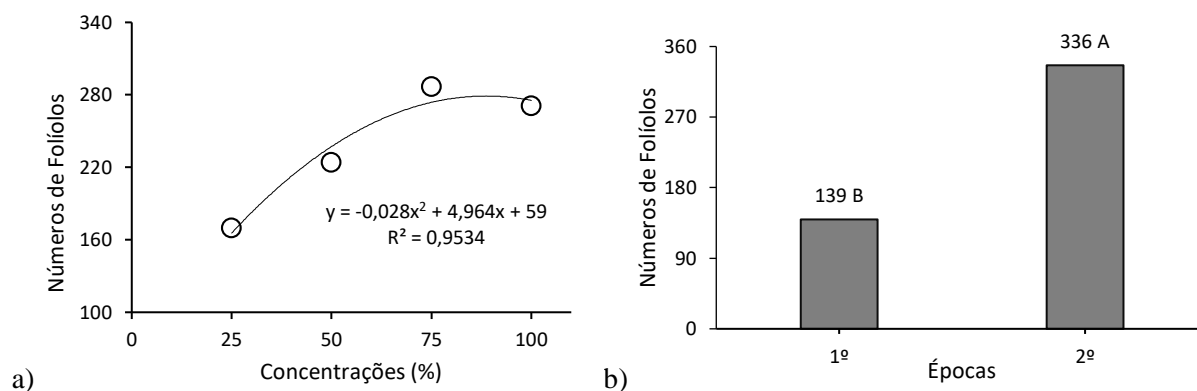 340
280
220
160
100
Números de Folíolos
y = -0,028x² + 4,964x + 59
R² = 0,9534
0 25 50 75 100
Concentrações (%)
a)
360
270
180
90
0
Números de Folíolos
139 B
336 A
1º 2º
Épocas
b)